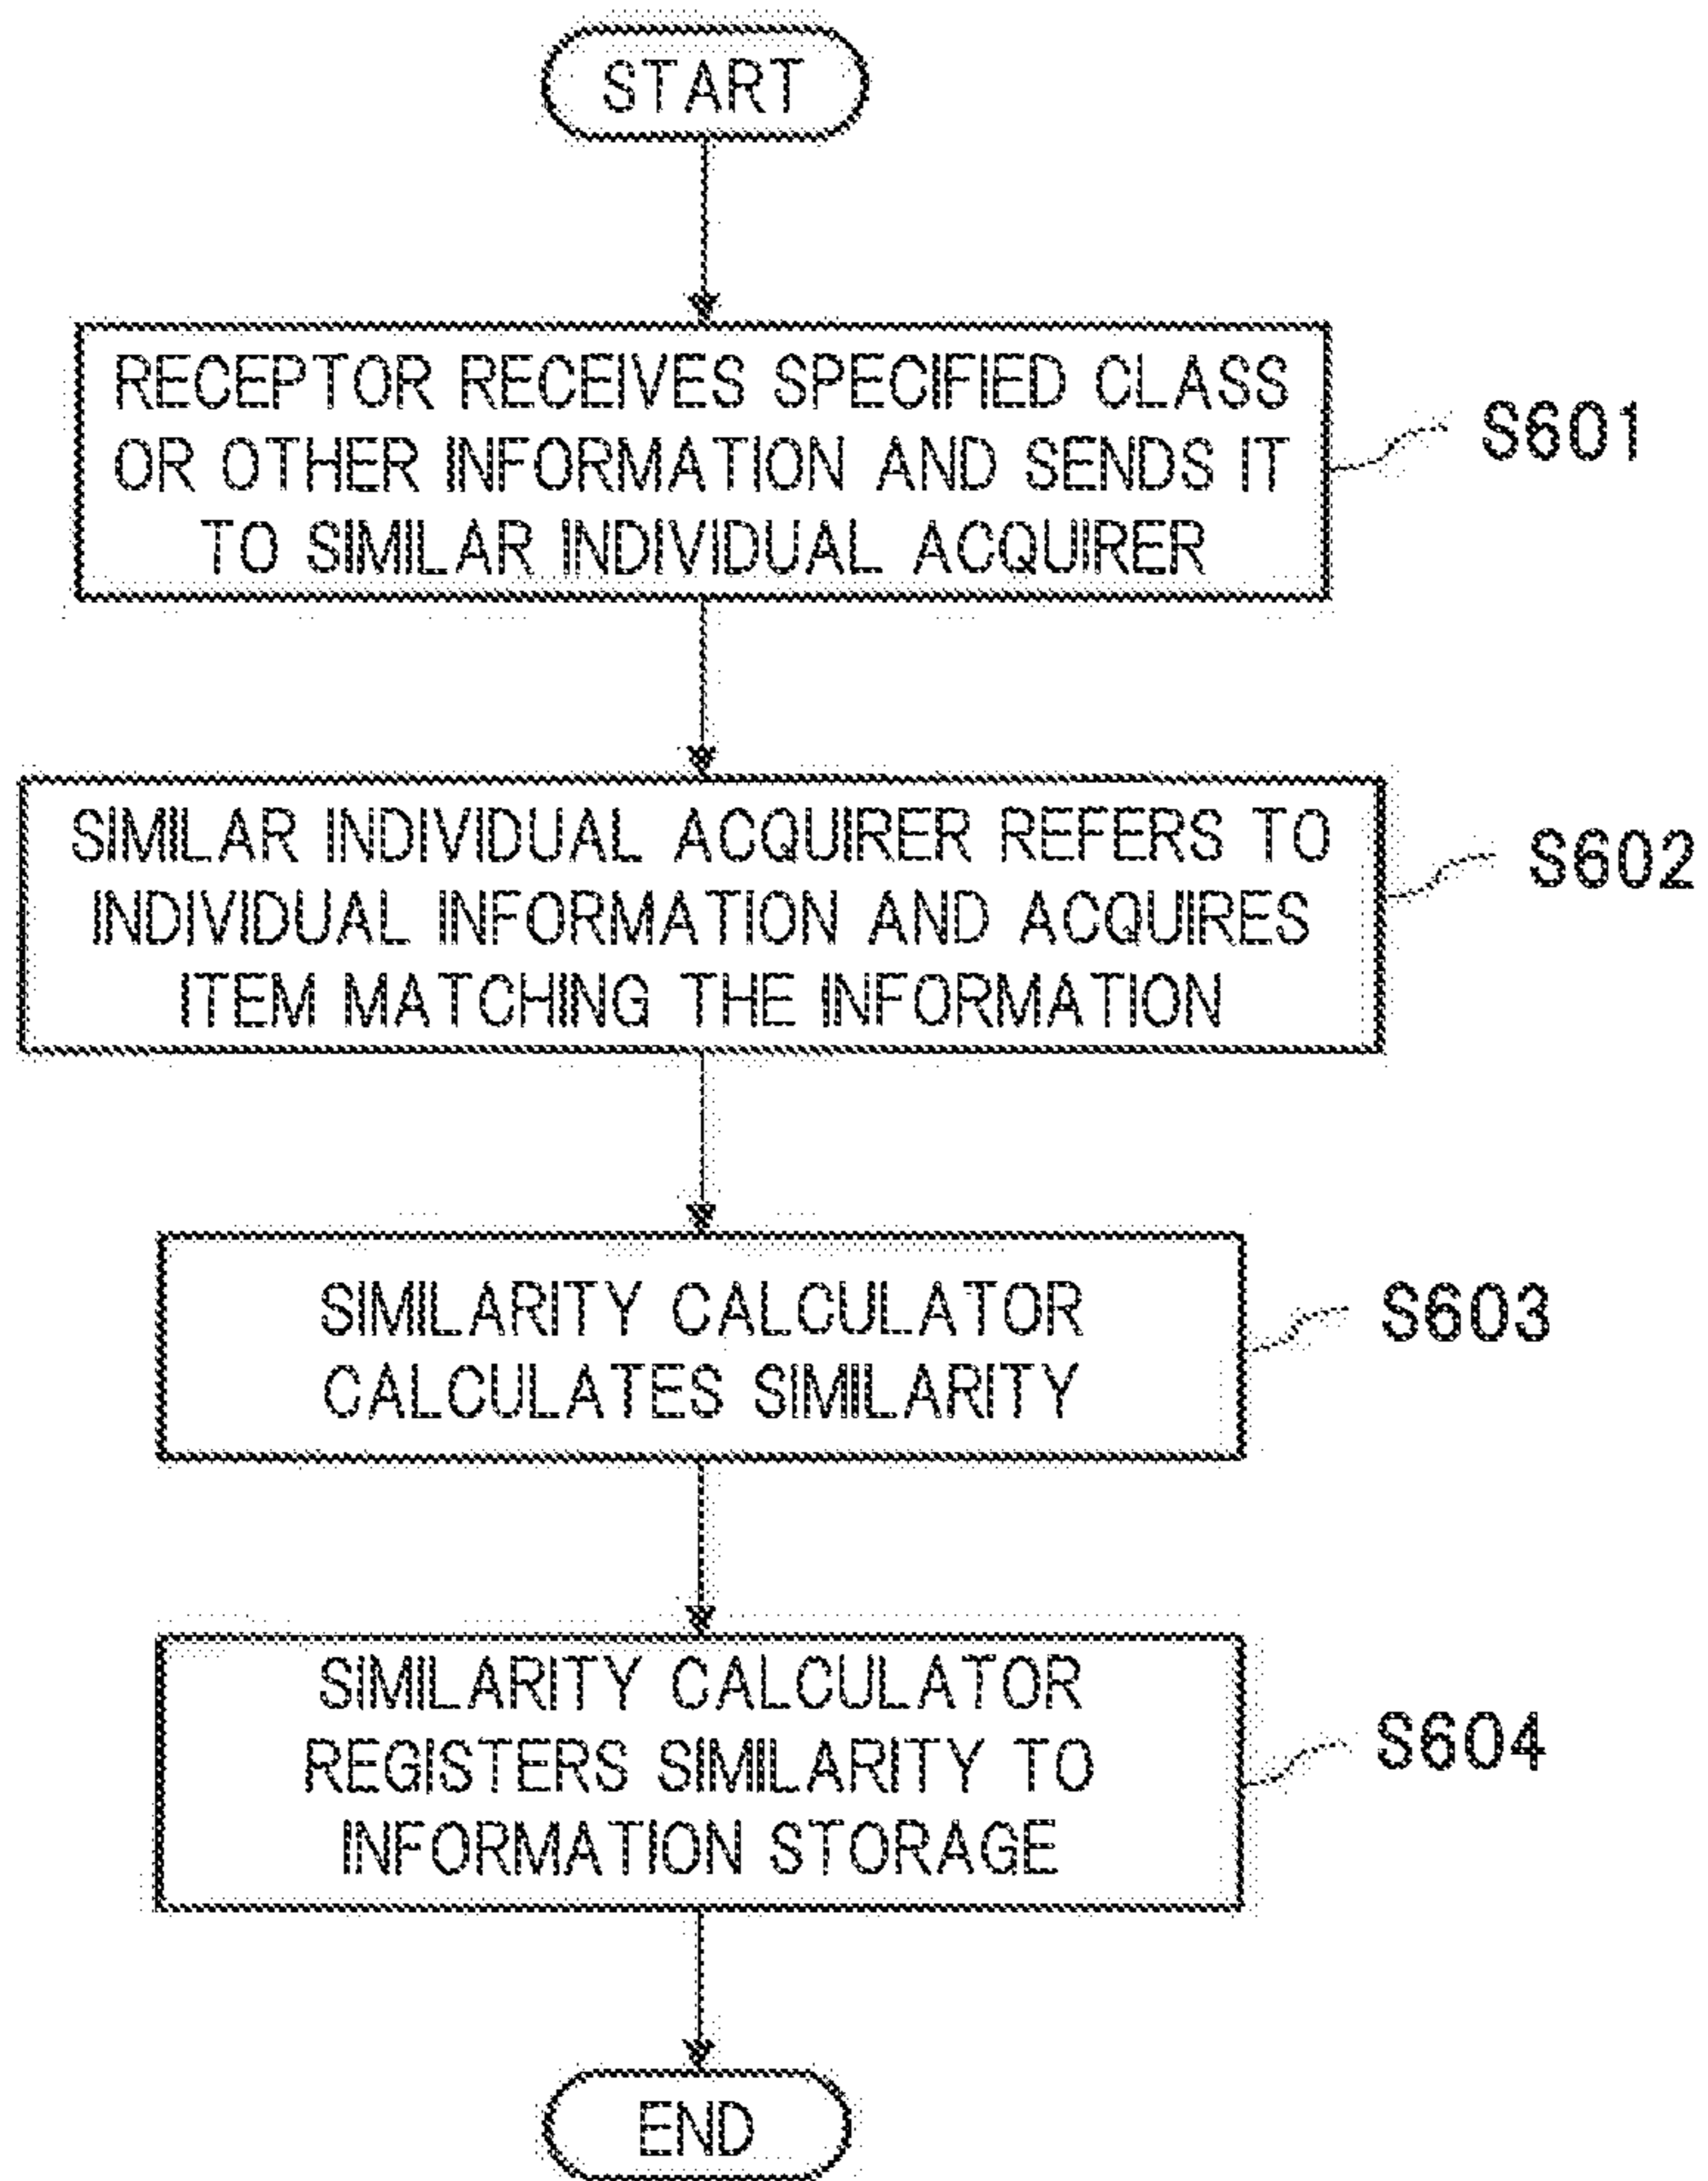 START
RECEPTOR RECEIVES SPECIFIED CLASS
OR OTHER INFORMATION AND SENDS IT
TO SIMILAR INDIVIDUAL ACQUIRER
S601
SIMILAR INDIVIDUAL ACQUIRER REFERS TO
INDIVIDUAL INFORMATION AND ACQUIRES
ITEM MATCHING THE INFORMATION
S602
SIMILARITY CALCULATOR
CALCULATES SIMILARITY
S603
SIMILARITY CALCULATOR
REGISTERS SIMILARITY TO
INFORMATION STORAGE
S604
END